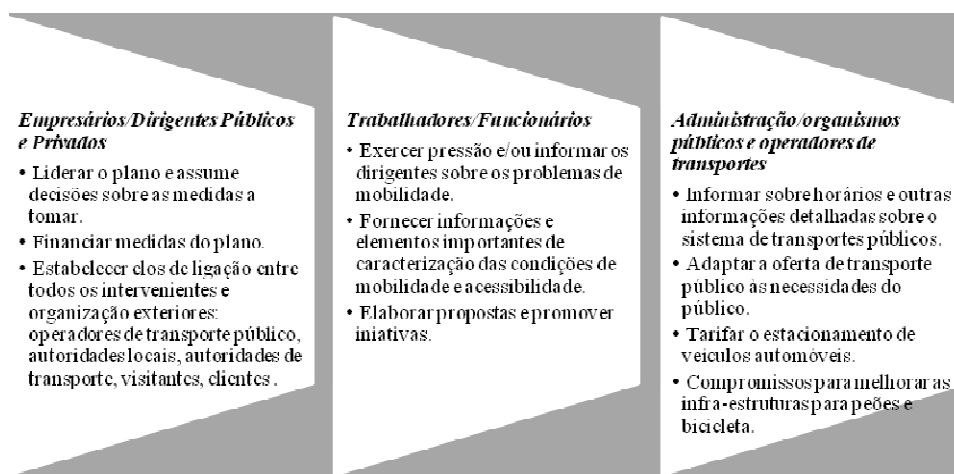 Empresários/Dirigentes Públicos
e Privados
• Liderar o plano e assume
decisões sobre as medidas a
tomar.
• Financiar medidas do plano.
• Estabelecer elos de ligação entre
todos os intervenientes e
organização exteriores:
operadores de transporte público,
autoridades locais, autoridades de
transporte, visitantes, clientes .
Trabalhadores/Funcionários
• Exercer pressão e/ou informar os
dirigentes sobre os problemas de
mobilidade.
• Fornecer informações e
elementos importantes de
caracterização das condições de
mobilidade e acessibilidade.
• Elaborar propostas e promover
iniativas.
Administração/organismos
públicos e operadores de
transportes
• Informar sobre horários e outras
informações detalhadas sobre o
sistema de transportes públicos.
• Adaptar a oferta de transporte
público às necessidades do
público.
• Tarifar o estacionamento de
veículos automóveis.
• Compromissos para melhorar as
infra-estruturas para peões e
bicicleta.